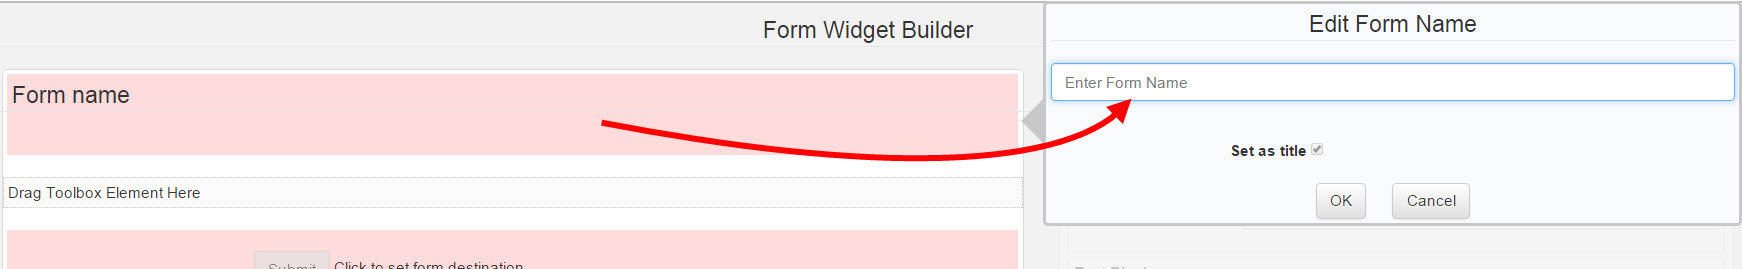 Form Widget Builder
Form name
Drag Toolbox Element Here
Submit Click to set form destination
Edit Form Name
Enter Form Name
Set as title
OK Cancel